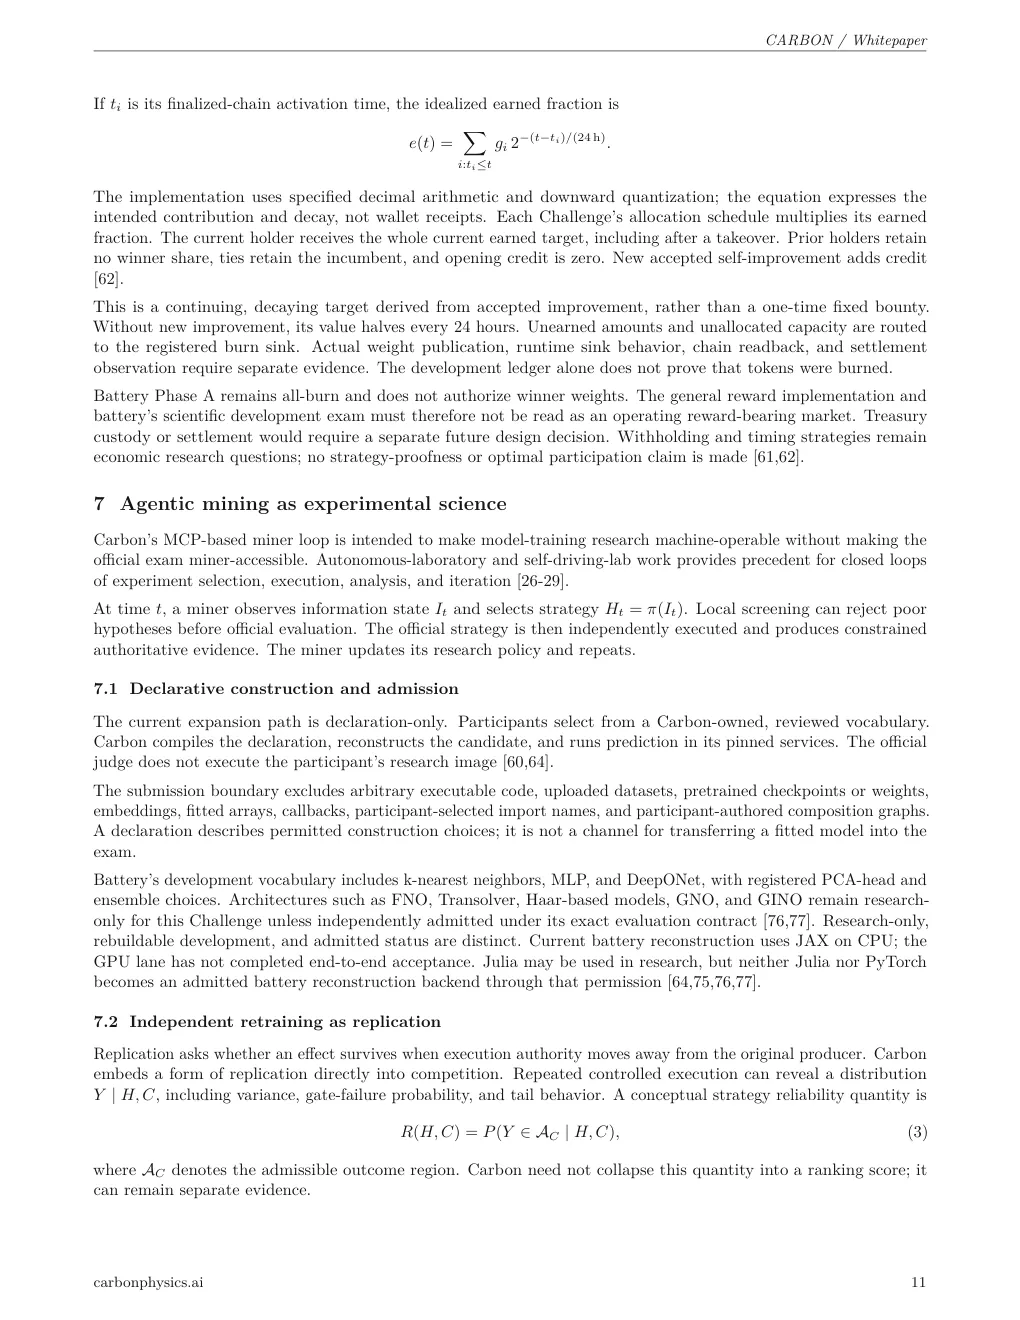 CARBON / Whitepaper
If tᵢ is its finalized-chain activation time, the idealized earned fraction is
e(t) = ∑_{i:tᵢ≤t} gᵢ 2^{−(t−tᵢ)/(24 h)}.
The implementation uses specified decimal arithmetic and downward quantization; the equation expresses the
intended contribution and decay, not wallet receipts. Each Challenge's allocation schedule multiplies its earned
fraction. The current holder receives the whole current earned target, including after a takeover. Prior holders retain
no winner share, ties retain the incumbent, and opening credit is zero. New accepted self-improvement adds credit
[62].
This is a continuing, decaying target derived from accepted improvement, rather than a one-time fixed bounty.
Without new improvement, its value halves every 24 hours. Unearned amounts and unallocated capacity are routed
to the registered burn sink. Actual weight publication, runtime sink behavior, chain readback, and settlement
observation require separate evidence. The development ledger alone does not prove that tokens were burned.
Battery Phase A remains all-burn and does not authorize winner weights. The general reward implementation and
battery's scientific development exam must therefore not be read as an operating reward-bearing market. Treasury
custody or settlement would require a separate future design decision. Withholding and timing strategies remain
economic research questions; no strategy-proofness or optimal participation claim is made [61,62].
7 Agentic mining as experimental science
Carbon's MCP-based miner loop is intended to make model-training research machine-operable without making the
official exam miner-accessible. Autonomous-laboratory and self-driving-lab work provides precedent for closed loops
of experiment selection, execution, analysis, and iteration [26-29].
At time t, a miner observes information state Iₜ and selects strategy Hₜ = π(Iₜ). Local screening can reject poor
hypotheses before official evaluation. The official strategy is then independently executed and produces constrained
authoritative evidence. The miner updates its research policy and repeats.
7.1 Declarative construction and admission
The current expansion path is declaration-only. Participants select from a Carbon-owned, reviewed vocabulary.
Carbon compiles the declaration, reconstructs the candidate, and runs prediction in its pinned services. The official
judge does not execute the participant's research image [60,64].
The submission boundary excludes arbitrary executable code, uploaded datasets, pretrained checkpoints or weights,
embeddings, fitted arrays, callbacks, participant-selected import names, and participant-authored composition graphs.
A declaration describes permitted construction choices; it is not a channel for transferring a fitted model into the
exam.
Battery's development vocabulary includes k-nearest neighbors, MLP, and DeepONet, with registered PCA-head and
ensemble choices. Architectures such as FNO, Transolver, Haar-based models, GNO, and GINO remain research-
only for this Challenge unless independently admitted under its exact evaluation contract [76,77]. Research-only,
rebuildable development, and admitted status are distinct. Current battery reconstruction uses JAX on CPU; the
GPU lane has not completed end-to-end acceptance. Julia may be used in research, but neither Julia nor PyTorch
becomes an admitted battery reconstruction backend through that permission [64,75,76,77].
7.2 Independent retraining as replication
Replication asks whether an effect survives when execution authority moves away from the original producer. Carbon
embeds a form of replication directly into competition. Repeated controlled execution can reveal a distribution
Y | H, C, including variance, gate-failure probability, and tail behavior. A conceptual strategy reliability quantity is
R(H, C) = P(Y ∈ 𝒜_C | H, C), (3)
where 𝒜_C denotes the admissible outcome region. Carbon need not collapse this quantity into a ranking score; it
can remain separate evidence.
carbonphysics.ai 11